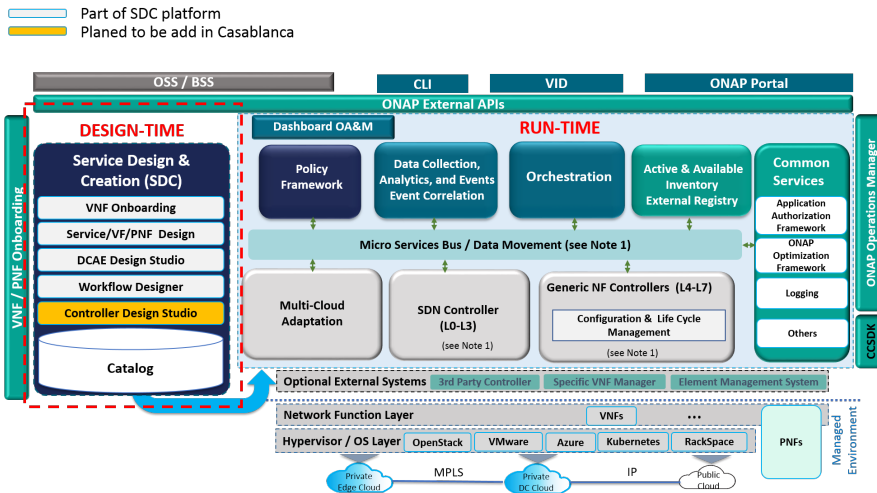 Part of SDC platform
Planed to be add in Casablanca
OSS / BSS
CLI
VID
ONAP Portal
ONAP External APIs
VNF / PNF Onboarding
DESIGN-TIME
Service Design &
Creation (SDC)
VNF Onboarding
Service/VF/PNF Design
DCAE Design Studio
Workflow Designer
Controller Design Studio
Catalog
Dashboard OA&M
RUN-TIME
Policy
Framework
Data Collection,
Analytics, and Events
Event Correlation
Orchestration
Active & Available
Inventory
External Registry
Common
Services
Application
Authorization
Framework
ONAP
Optimization
Framework
Logging
Others
Micro Services Bus / Data Movement (see Note 1)
Multi-Cloud
Adaptation
SDN Controller
(L0-L3)
(see Note 1)
Generic NF Controllers (L4-L7)
Configuration & Life Cycle
Management
(see Note 1)
ONAP Operations Manager
CCSDK
Optional External Systems
3rd Party Controller
Specific VNF Manager
Element Management System
Network Function Layer
VNFs
...
Hypervisor / OS Layer
OpenStack
VMware
Azure
Kubernetes
RackSpace
PNFs
Managed
Environment
Private
Edge Cloud
MPLS
Private
DC Cloud
IP
Public
Cloud